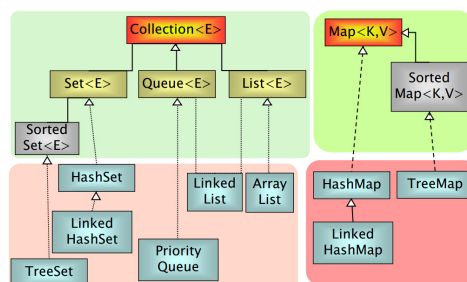 Collection<E>
Map<K,V>
Set<E>
Queue<E>
List<E>
Sorted
Map<K,V>
Sorted
Set<E>
HashSet
Linked
List
Array
List
HashMap
TreeMap
Linked
HashSet
Priority
Queue
Linked
HashMap
TreeSet